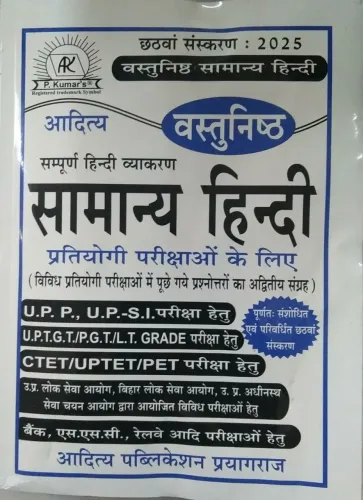 छठवां संस्करण : 2025
वस्तुनिष्ठ सामान्य हिन्दी
AK
P. Kumar's®
Registered trademark Symbol
आदित्य
वस्तुनिष्ठ
सम्पूर्ण हिन्दी व्याकरण
सामान्य हिन्दी
प्रतियोगी परीक्षाओं के लिए
(विविध प्रतियोगी परीक्षाओं में पूछे गये प्रश्नोत्तरों का अद्वितीय संग्रह)
U.P. P., U.P.-S.I.परीक्षा हेतु
U.P.T.G.T./P.G.T./L.T. GRADE परीक्षा हेतु
CTET/UPTET/PET परीक्षा हेतु
पूर्णतः संशोधित
एवं परिवर्धित छठवां
संस्करण
उ.प्र. लोक सेवा आयोग, बिहार लोक सेवा आयोग, उ. प्र. अधीनस्थ
सेवा चयन आयोग द्वारा आयोजित विविध परीक्षाओं हेतु
बैंक, एस.एस.सी., रेलवे आदि परीक्षाओं हेतु
आदित्य पब्लिकेशन प्रयागराज